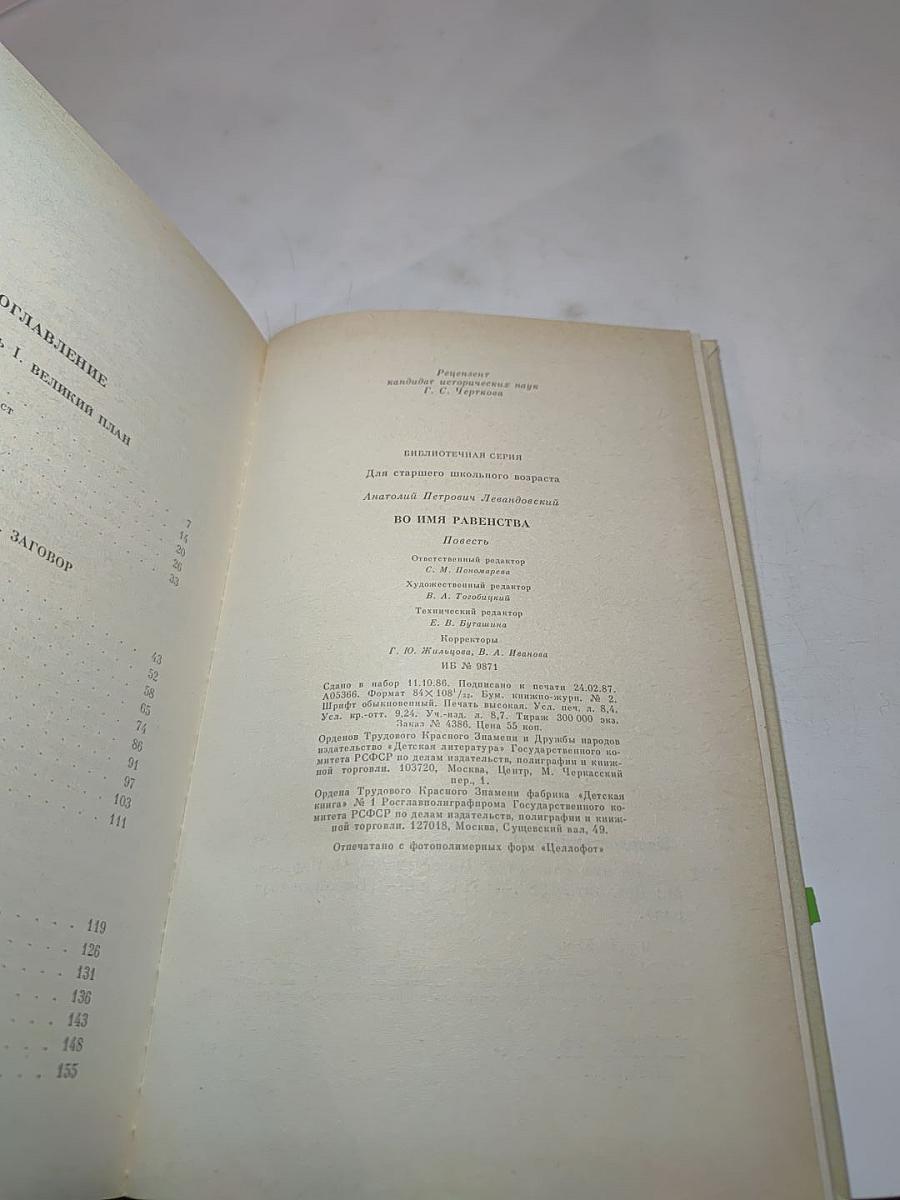 ОГЛАВЛЕНИЕ
I. ВЕЛИКИЙ ПЛАН
7
14
20
26
33
ЗАГОВОР
43
52
58
65
74
86
91
97
103
111
119
126
131
136
143
148
155
Рецензент
кандидат исторических наук
Г. С. Черткова
БИБЛИОТЕЧНАЯ СЕРИЯ
Для старшего школьного возраста
Анатолий Петрович Левандовский
ВО ИМЯ РАВЕНСТВА
Повесть
Ответственный редактор
С. М. Пономарева
Художественный редактор
В. А. Тогобицкий
Технический редактор
Е. В. Буташина
Корректоры
Г. Ю. Жильцова, В. А. Иванова
ИБ № 9871
Сдано в набор 11.10.86. Подписано к печати 24.02.87.
А05366. Формат 84×108¹/₃₂. Бум. книжно-журн. № 2.
Шрифт обыкновенный. Печать высокая. Усл. печ. л. 8,4.
Усл. кр.-отт. 9,24. Уч.-изд. л. 8,7. Тираж 300 000 экз.
Заказ № 4386. Цена 55 коп.
Орденов Трудового Красного Знамени и Дружбы народов
издательство «Детская литература» Государственного ко-
митета РСФСР по делам издательств, полиграфии и книж-
ной торговли. 103720, Москва, Центр, М. Черкасский
пер., 1.
Ордена Трудового Красного Знамени фабрика «Детская
книга» № 1 Росглавполиграфпрома Государственного ко-
митета РСФСР по делам издательств, полиграфии и книж-
ной торговли. 127018, Москва, Сущевский вал, 49.
Отпечатано с фотополимерных форм «Целлофот»